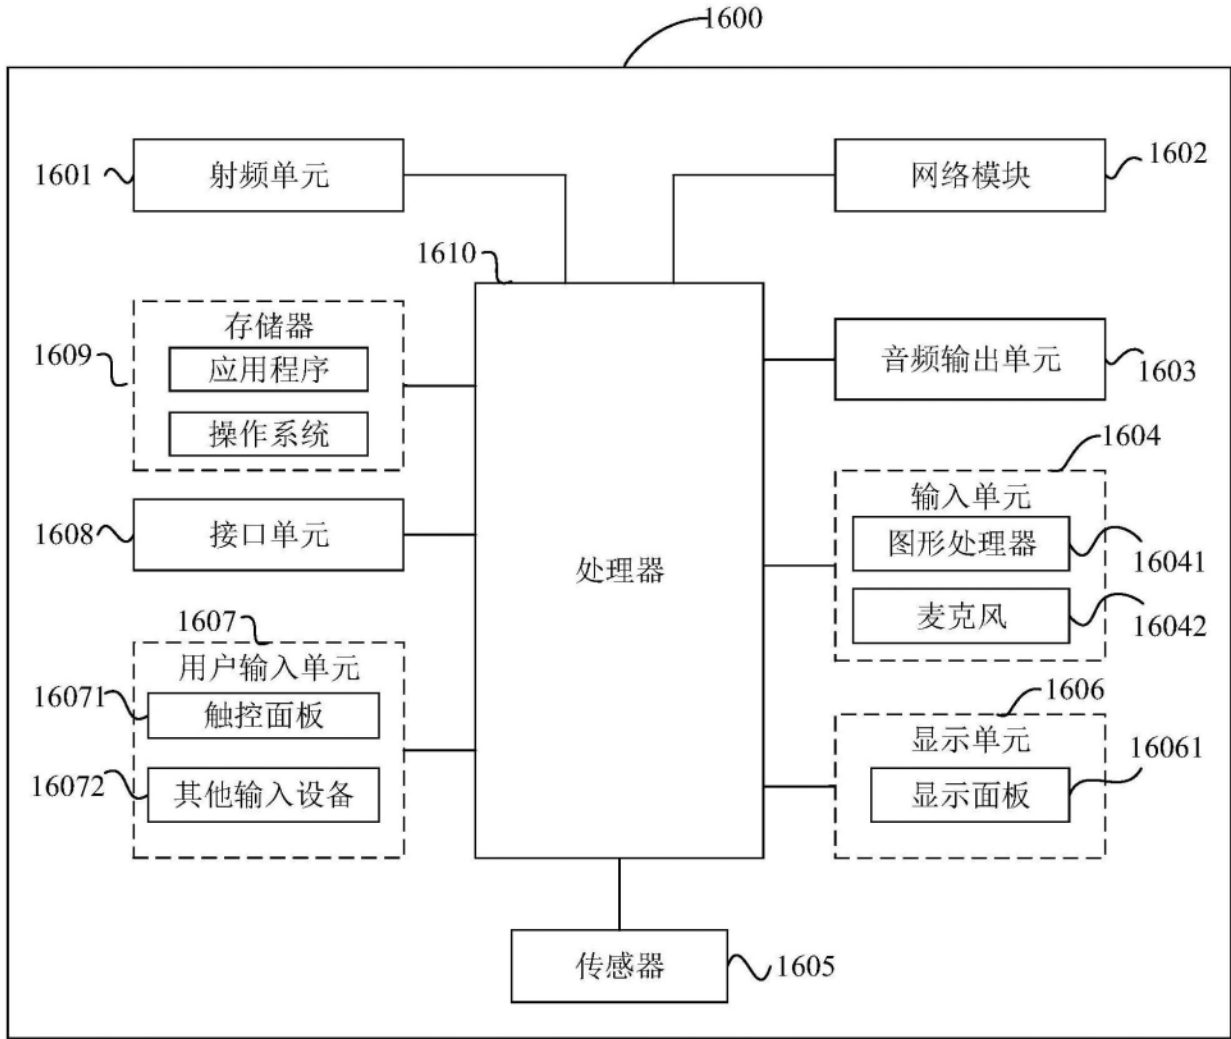 1600
1601
射频单元
网络模块
1602
1610
存储器
1609
应用程序
操作系统
音频输出单元
1603
1604
输入单元
图形处理器
16041
麦克风
16042
1608
接口单元
处理器
1607
用户输入单元
16071
触控面板
16072
其他输入设备
1606
显示单元
16061
显示面板
传感器
1605